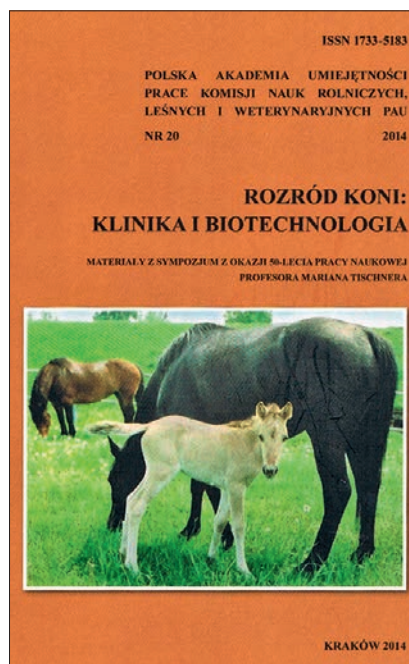 ISSN 1733-5183
POLSKA AKADEMIA UMIEJĘTNOŚCI
PRACE KOMISJI NAUK ROLNICZYCH,
LEŚNYCH I WETERYNARYJNYCH PAU
NR 20 2014
ROZRÓD KONI:
KLINIKA I BIOTECHNOLOGIA
MATERIAŁY Z SYMPOZJUM Z OKAZJI 50-LECIA PRACY NAUKOWEJ
PROFESORA MARIANA TISCHNERA
KRAKÓW 2014